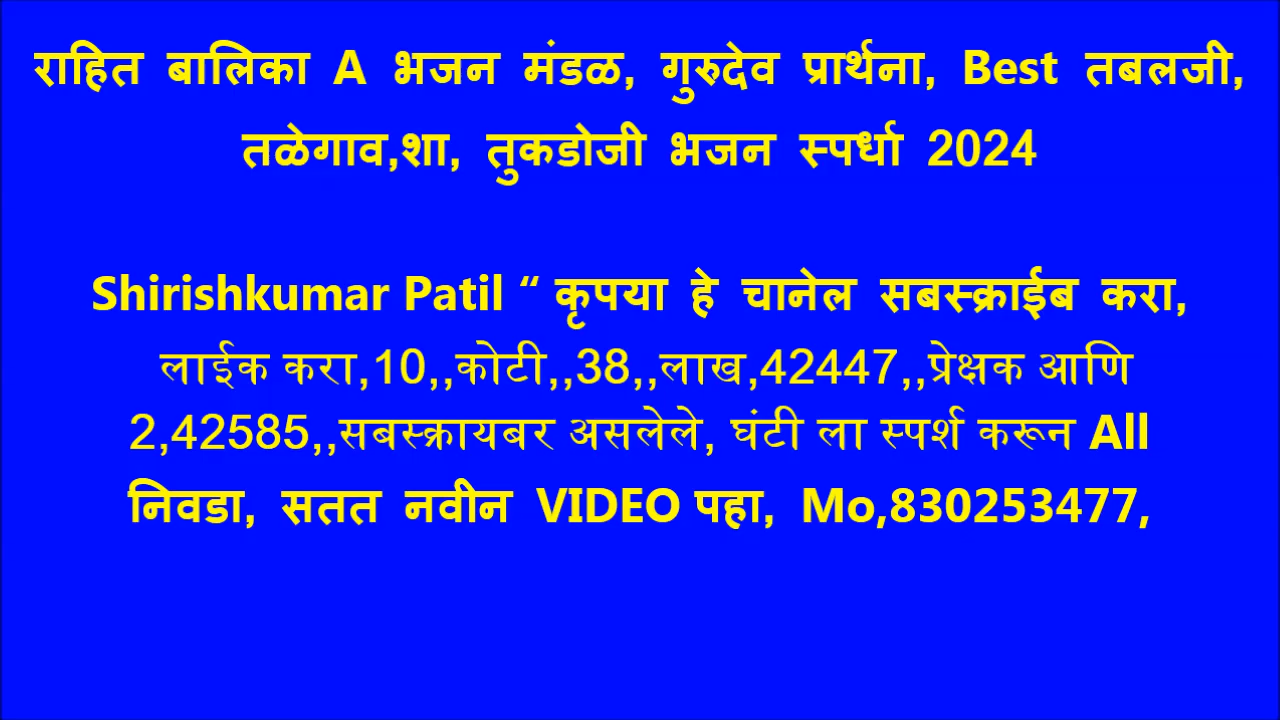 राहित बालिका A भजन मंडळ, गुरुदेव प्रार्थना, Best तबलजी,
तळेगाव,शा, तुकडोजी भजन स्पर्धा 2024
Shirishkumar Patil “ कृपया हे चानेल सबस्क्राईब करा,
लाईक करा,10,,कोटी,,38,,लाख,42447,,प्रेक्षक आणि
2,42585,,सबस्क्रायबर असलेले, घंटी ला स्पर्श करून All
निवडा, सतत नवीन VIDEO पहा, Mo,830253477,